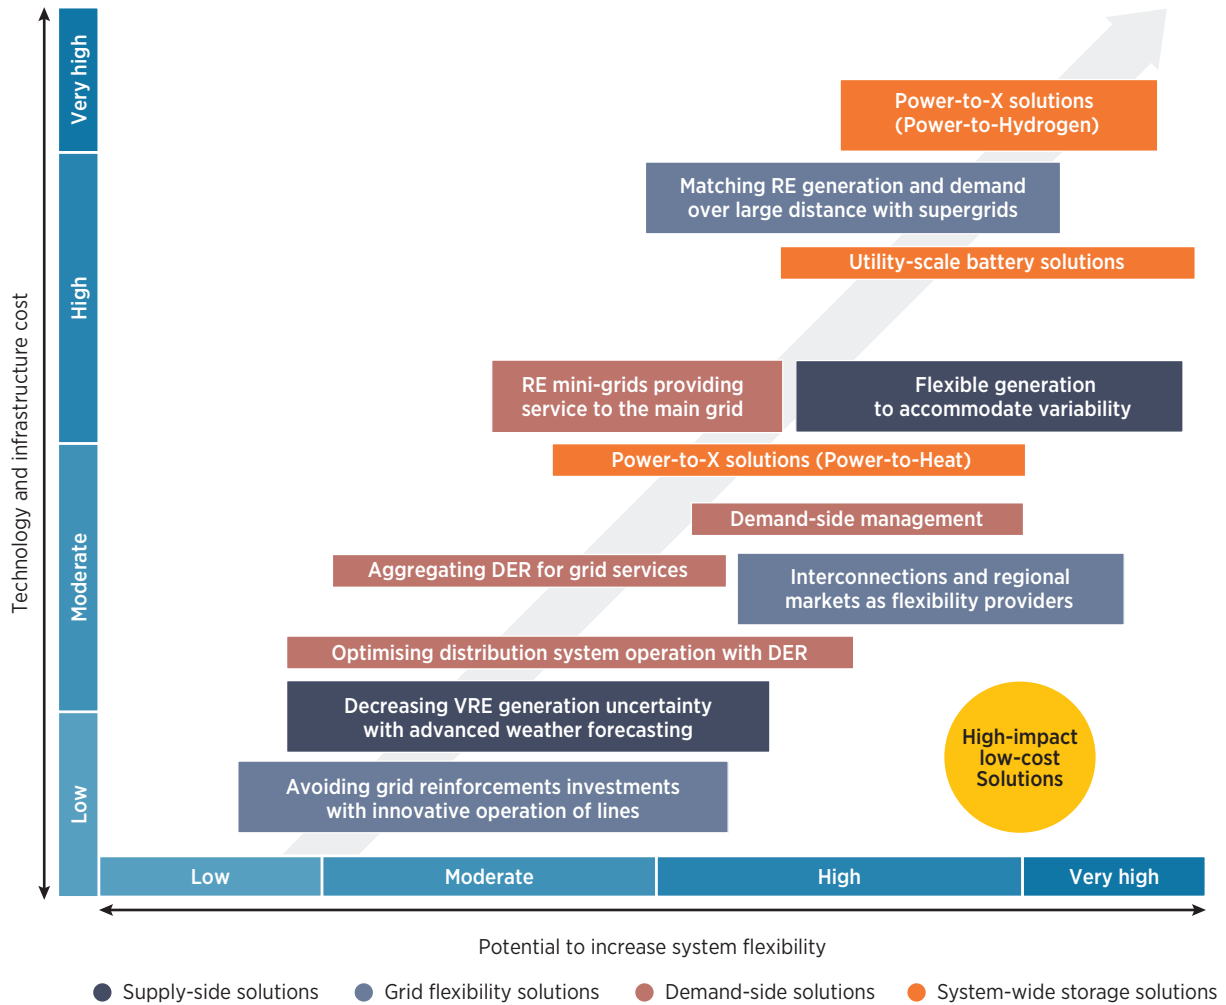 Technology and infrastructure cost
Very high
High
Moderate
Low
Power-to-X solutions
(Power-to-Hydrogen)
Matching RE generation and demand
over large distance with supergrids
Utility-scale battery solutions
RE mini-grids providing
service to the main grid
Flexible generation
to accommodate variability
Power-to-X solutions (Power-to-Heat)
Demand-side management
Aggregating DER for grid services
Interconnections and regional
markets as flexibility providers
Optimising distribution system operation with DER
Decreasing VRE generation uncertainty
with advanced weather forecasting
High-impact
low-cost
Solutions
Avoiding grid reinforcements investments
with innovative operation of lines
Low
Moderate
High
Very high
Potential to increase system flexibility
Supply-side solutions
Grid flexibility solutions
Demand-side solutions
System-wide storage solutions